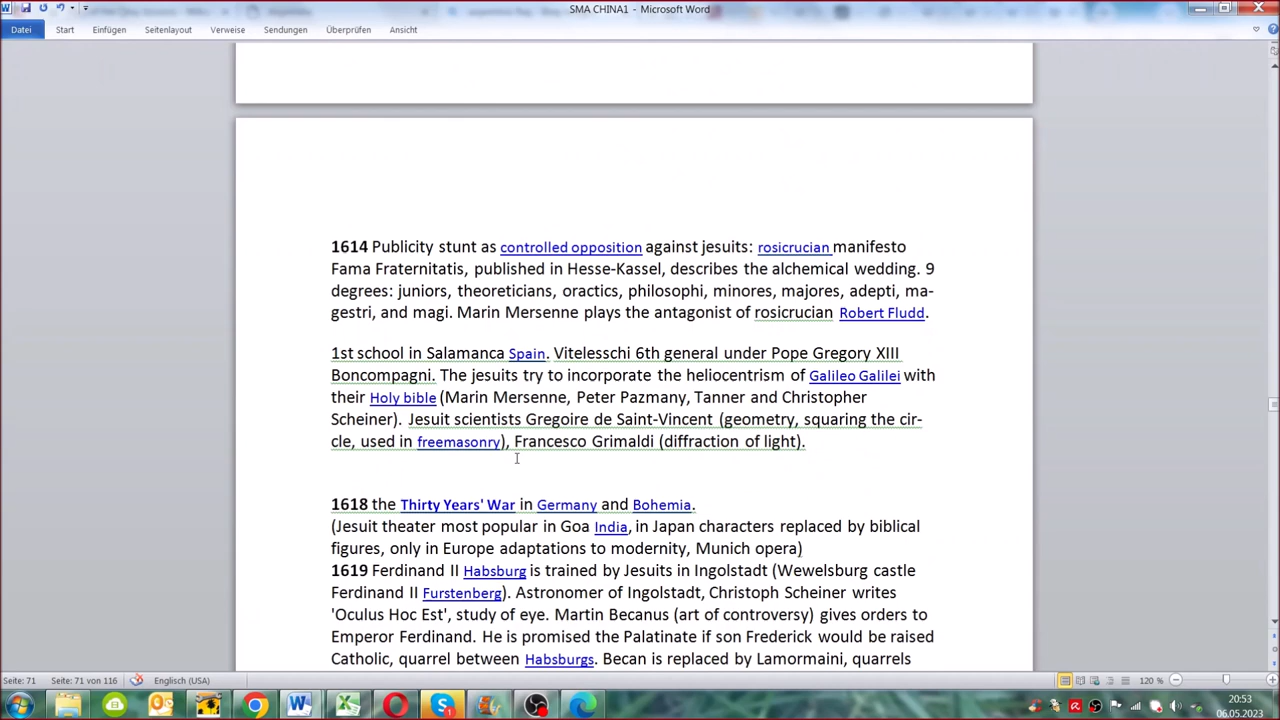 SMA CHINA1 - Microsoft Word
Datei Start Einfügen Seitenlayout Verweise Sendungen Überprüfen Ansicht
1614 Publicity stunt as controlled opposition against jesuits: rosicrucian manifesto
Fama Fraternitatis, published in Hesse-Kassel, describes the alchemical wedding. 9
degrees: juniors, theoreticians, oractics, philosophi, minores, majores, adepti, ma-
gestri, and magi. Marin Mersenne plays the antagonist of rosicrucian Robert Fludd.
1st school in Salamanca Spain. Vitelesschi 6th general under Pope Gregory XIII
Boncompagni. The jesuits try to incorporate the heliocentrism of Galileo Galilei with
their Holy bible (Marin Mersenne, Peter Pazmany, Tanner and Christopher
Scheiner). Jesuit scientists Gregoire de Saint-Vincent (geometry, squaring the cir-
cle, used in freemasonry), Francesco Grimaldi (diffraction of light).
1618 the Thirty Years' War in Germany and Bohemia.
(Jesuit theater most popular in Goa India, in Japan characters replaced by biblical
figures, only in Europe adaptations to modernity, Munich opera)
1619 Ferdinand II Habsburg is trained by Jesuits in Ingolstadt (Wewelsburg castle
Ferdinand II Furstenberg). Astronomer of Ingolstadt, Christoph Scheiner writes
'Oculus Hoc Est', study of eye. Martin Becanus (art of controversy) gives orders to
Emperor Ferdinand. He is promised the Palatinate if son Frederick would be raised
Catholic, quarrel between Habsburgs. Becan is replaced by Lamormaini, quarrels
Seite: 71 Seite: 71 von 116 Englisch (USA) 120 %
20:53
06.05.2023